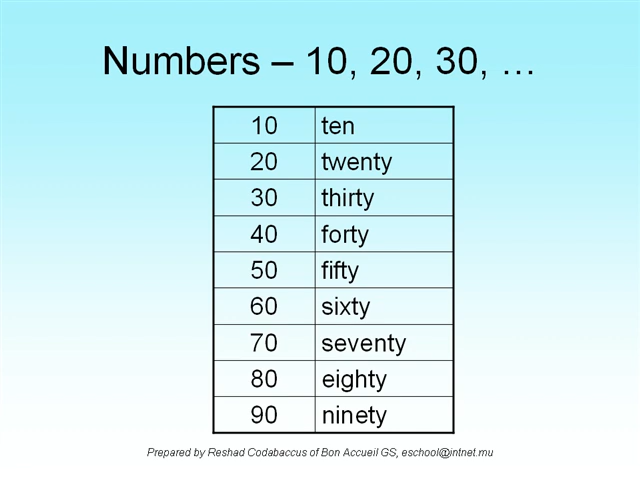 Numbers – 10, 20, 30, …
10 ten
20 twenty
30 thirty
40 forty
50 fifty
60 sixty
70 seventy
80 eighty
90 ninety
Prepared by Reshad Codabaccus of Bon Accueil GS, eschool@intnet.mu